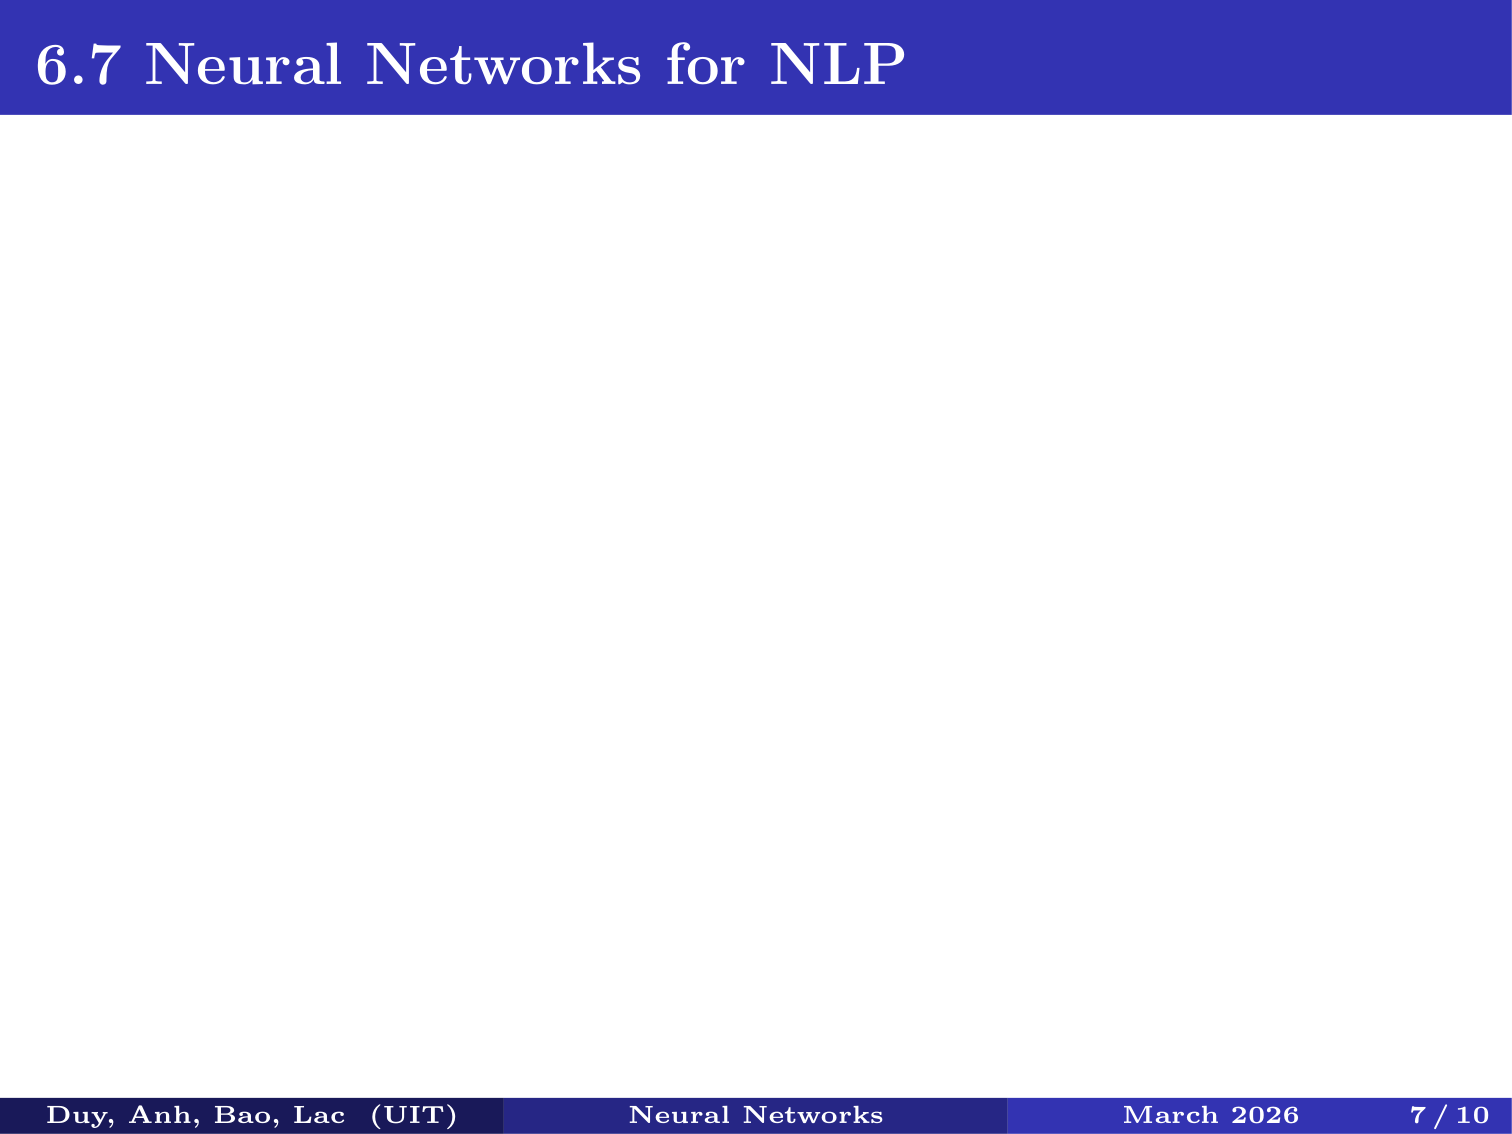 6.7 Neural Networks for NLP
Duy, Anh, Bao, Lac (UIT) Neural Networks March 2026 7 / 10